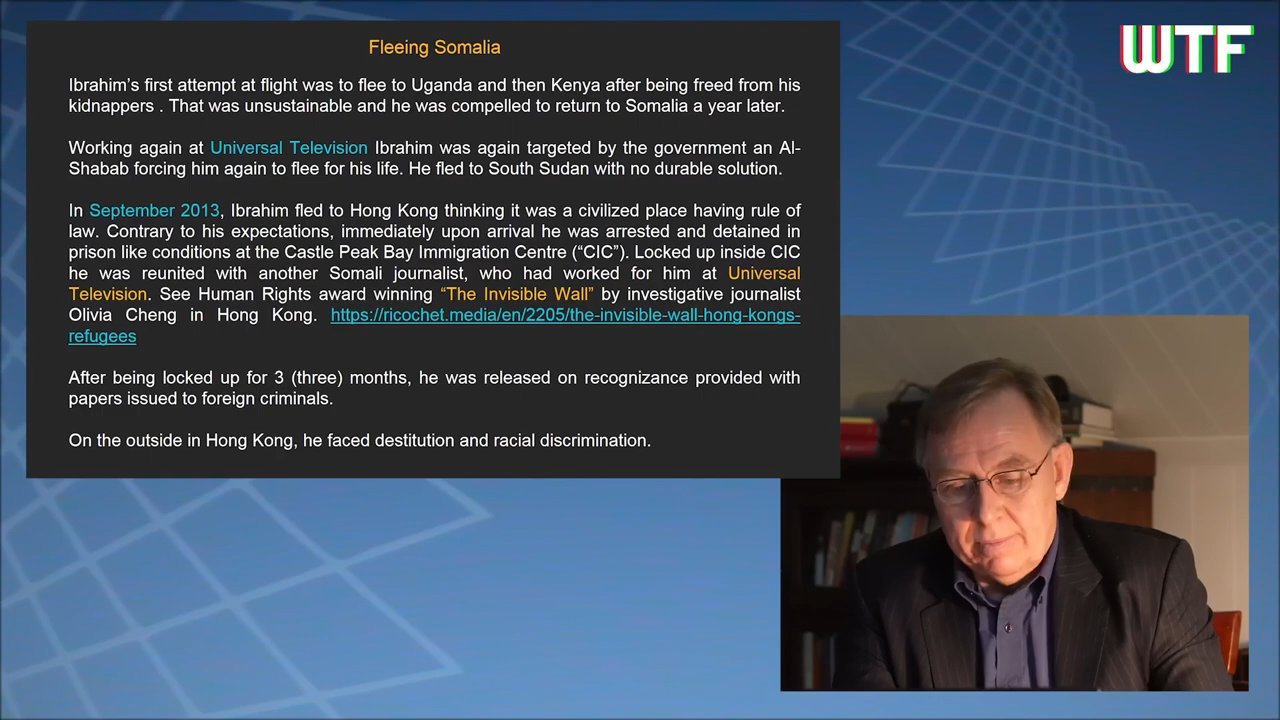 Fleeing Somalia
Ibrahim's first attempt at flight was to flee to Uganda and then Kenya after being freed from his
kidnappers . That was unsustainable and he was compelled to return to Somalia a year later.
Working again at Universal Television Ibrahim was again targeted by the government an Al-
Shabab forcing him again to flee for his life. He fled to South Sudan with no durable solution.
In September 2013, Ibrahim fled to Hong Kong thinking it was a civilized place having rule of
law. Contrary to his expectations, immediately upon arrival he was arrested and detained in
prison like conditions at the Castle Peak Bay Immigration Centre (“CIC”). Locked up inside CIC
he was reunited with another Somali journalist, who had worked for him at Universal
Television. See Human Rights award winning “The Invisible Wall” by investigative journalist
Olivia Cheng in Hong Kong. https://ricochet.media/en/2205/the-invisible-wall-hong-kongs-
refugees
After being locked up for 3 (three) months, he was released on recognizance provided with
papers issued to foreign criminals.
On the outside in Hong Kong, he faced destitution and racial discrimination.
WTF